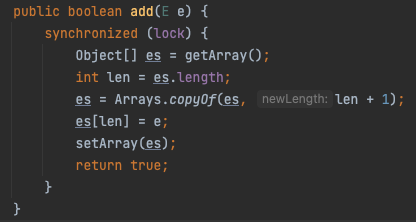 public boolean add(E e) {
    synchronized (lock) {
        Object[] es = getArray();
        int len = es.length;
        es = Arrays.copyOf(es, newLength: len + 1);
        es[len] = e;
        setArray(es);
        return true;
    }
}